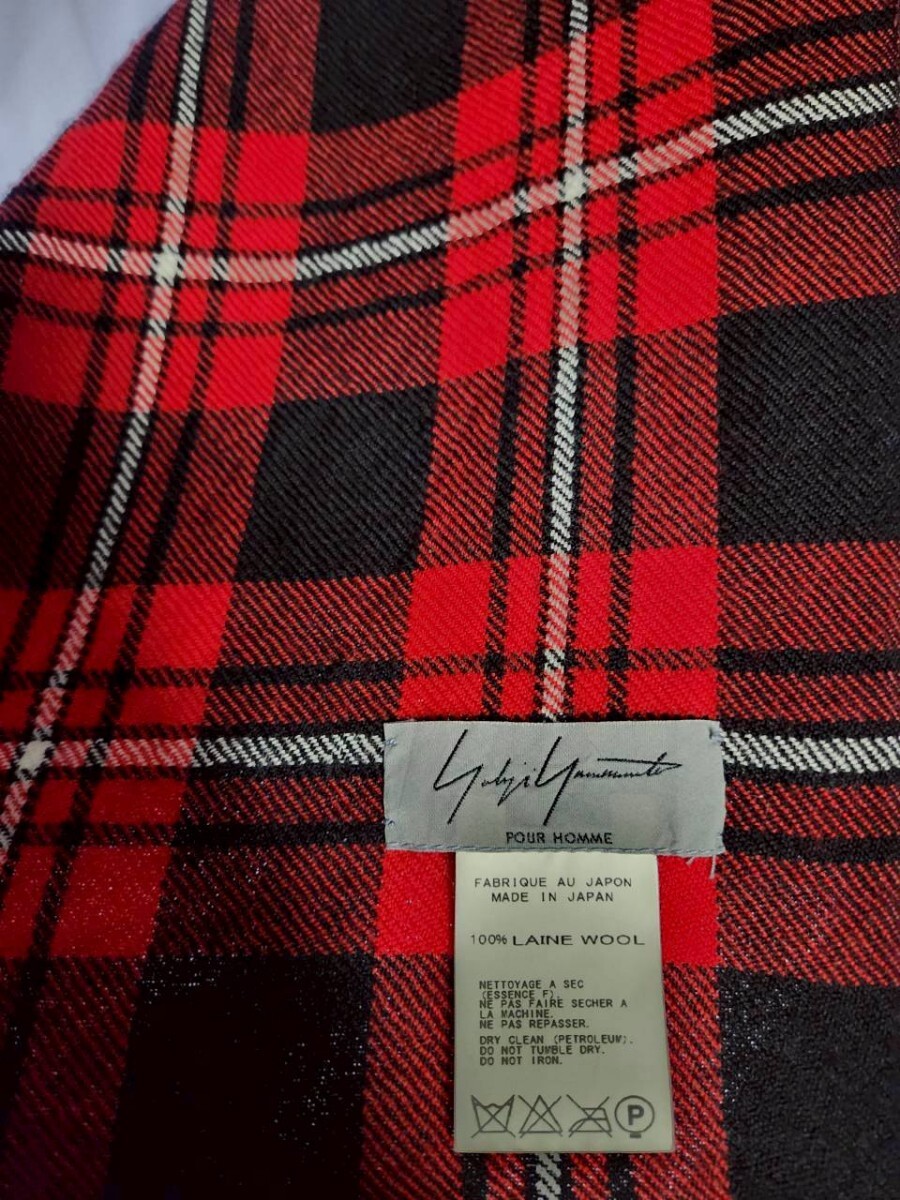 Yohji Yamamoto
POUR HOMME
FABRIQUE AU JAPON
MADE IN JAPAN
100% LAINE WOOL
NETTOYAGE A SEC
(ESSENCE F).
NE PAS FAIRE SECHER A
LA MACHINE.
NE PAS REPASSER.
DRY CLEAN (PETROLEUM).
DO NOT TUMBLE DRY.
DO NOT IRON.
P